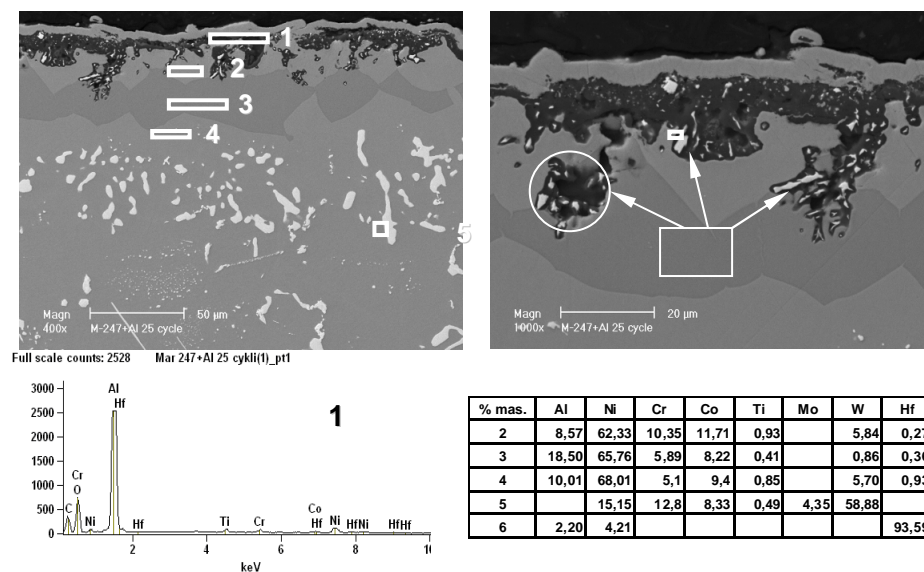 1
2
3
4
5
Magn
400x
50 µm
M-247+Al 25 cycle
Magn
1000x
20 µm
M-247+Al 25 cycle
Full scale counts: 2528 Mar 247+Al 25 cykli(1)_pt1
3000
2500
2000
1500
1000
500
0
Al
Hf
1
Cr
O
C
Ni
Hf
Ti
Cr
Co
Hf
Ni
Hf Ni
Hf Hf
2 4 6 8
keV
% mas. Al Ni Cr Co Ti Mo W Hf
2 8,57 62,33 10,35 11,71 0,93 5,84
3 18,50 65,76 5,89 8,22 0,41 0,86
4 10,01 68,01 5,1 9,4 0,85 5,70
5 15,15 12,8 8,33 0,49 4,35 58,88
6 2,20 4,21